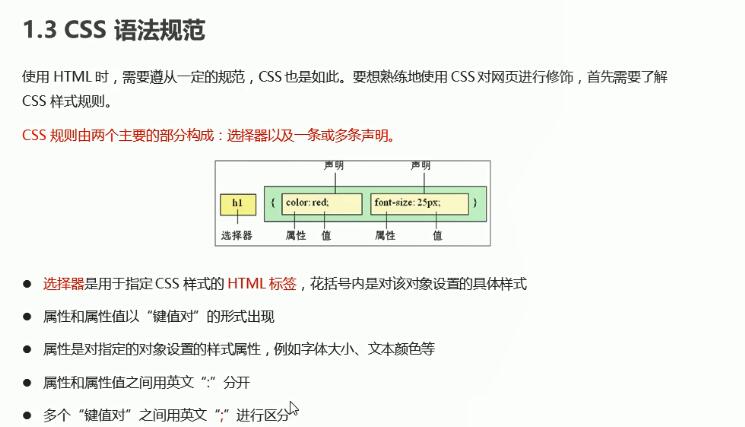 1.3 CSS 语法规范
使用 HTML 时，需要遵从一定的规范，CSS 也是如此。要想熟练地使用 CSS 对网页进行修饰，首先需要了解
CSS 样式规则。
CSS 规则由两个主要的部分构成：选择器以及一条或多条声明。
声明 声明
h1 { color: red; font-size: 25px; }
选择器 属性 值 属性 值
● 选择器是用于指定 CSS 样式的 HTML 标签，花括号内是对该对象设置的具体样式
● 属性和属性值以“键值对”的形式出现
● 属性是对指定的对象设置的样式属性，例如字体大小、文本颜色等
● 属性和属性值之间用英文“:”分开
● 多个“键值对”之间用英文“;”进行区分